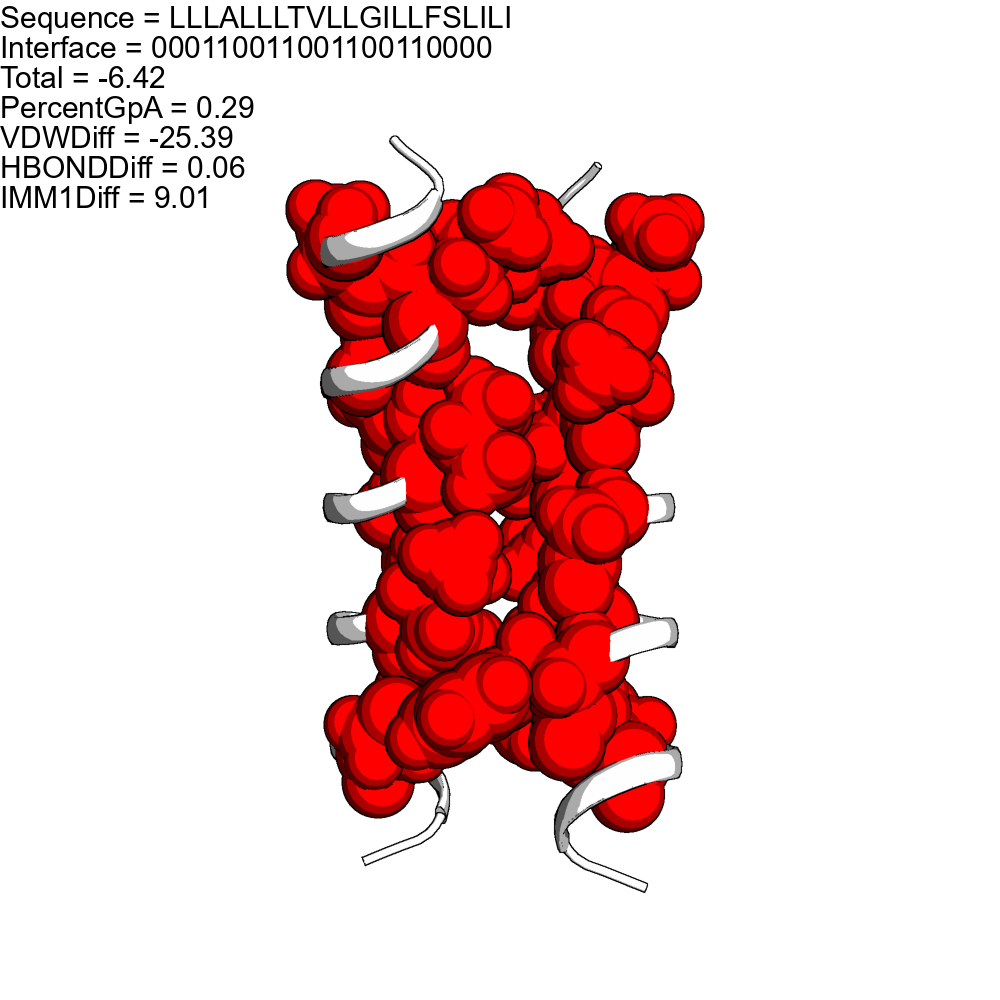 Sequence = LLLALLLTVLLGILLFSLILI
Interface = 000110011001100110000
Total = -6.42
PercentGpA = 0.29
VDWDiff = -25.39
HBONDDiff = 0.06
IMM1Diff = 9.01